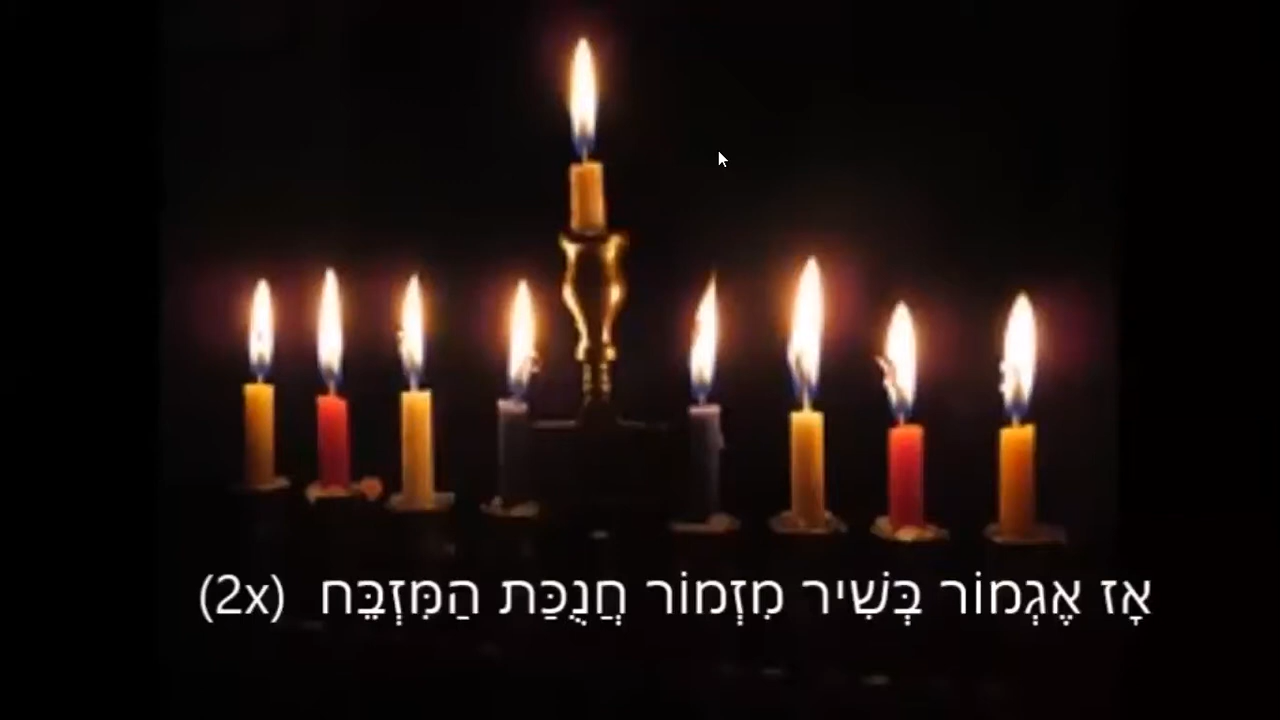 אָז אֶגְמוֹר בְּשִׁיר מִזְמוֹר חֲנֻכַּת הַמִּזְבֵּחַ (2x)